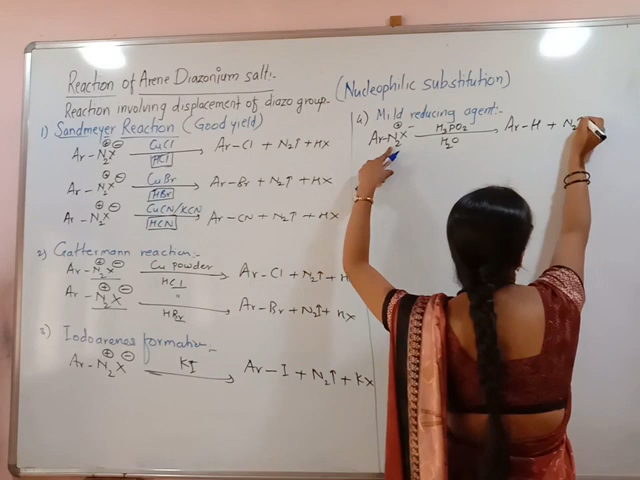 Reaction of Arene Diazonium salt:-
(Nucleophilic substitution)
Reaction involving displacement of diazo group-
1) Sandmeyer Reaction (Good yield)
Ar-N₂⊕X⊖ CuCl/HCl → Ar-Cl + N₂↑ + HX
Ar-N₂⊕X⊖ CuBr/HBr → Ar-Br + N₂↑ + HX
Ar-N₂⊕X⊖ CuCN/KCN/HCN → Ar-CN + N₂↑ + HX
2) Gattermann reaction:-
Ar-N₂⊕X⊖ Cu powder/HCl → Ar-Cl + N₂↑ + H
Ar-N₂⊕X⊖ "/HBr → Ar-Br + N₂↑ + HX
3) Iodoarenes formation-
Ar-N₂⊕X⊖ KI → Ar-I + N₂↑ + KX
4) Mild reducing agent:-
Ar-N₂⊕X⁻ H₃PO₂/H₂O → Ar-H + N₂↑